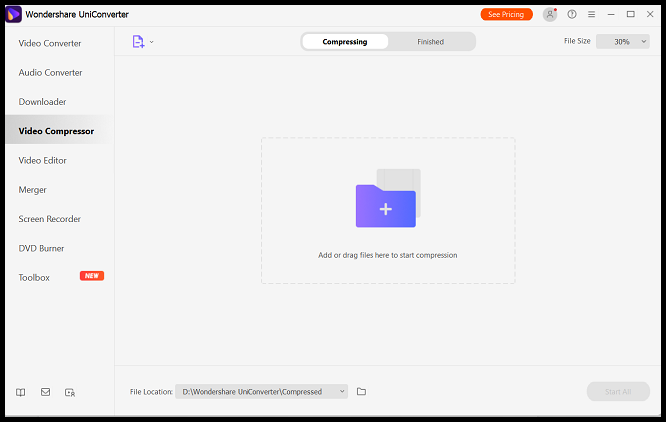 Wondershare UniConverter
See Pricing
Video Converter
Audio Converter
Downloader
Video Compressor
Video Editor
Merger
Screen Recorder
DVD Burner
Toolbox
NEW
Compressing
Finished
File Size
30%
Add or drag files here to start compression
File Location:
D:\Wondershare UniConverter\Compressed
Start All